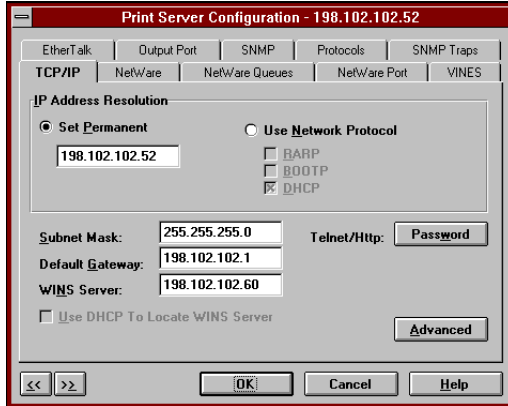 Print Server Configuration - 198.102.102.52
EtherTalk Output Port SNMP Protocols SNMP Traps
TCP/IP NetWare NetWare Queues NetWare Port VINES
IP Address Resolution
Set Permanent Use Network Protocol
198.102.102.52
RARP
BOOTP
DHCP
Subnet Mask: 255.255.255.0 Telnet/Http: Password
Default Gateway: 198.102.102.1
WINS Server: 198.102.102.60
Use DHCP To Locate WINS Server
Advanced
<< >> OK Cancel Help